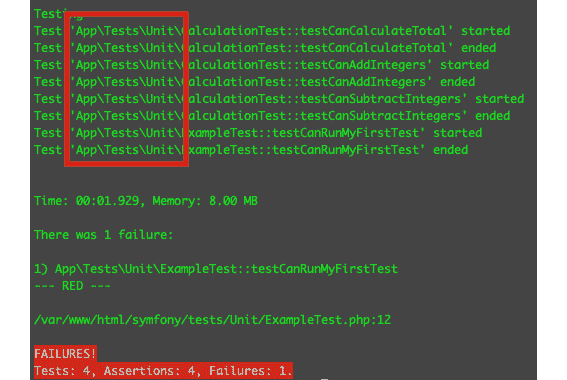 Testing
Test 'App\Tests\Unit\CalculationTest::testCanCalculateTotal' started
Test 'App\Tests\Unit\CalculationTest::testCanCalculateTotal' ended
Test 'App\Tests\Unit\CalculationTest::testCanAddIntegers' started
Test 'App\Tests\Unit\CalculationTest::testCanAddIntegers' ended
Test 'App\Tests\Unit\CalculationTest::testCanSubtractIntegers' started
Test 'App\Tests\Unit\CalculationTest::testCanSubtractIntegers' ended
Test 'App\Tests\Unit\ExampleTest::testCanRunMyFirstTest' started
Test 'App\Tests\Unit\ExampleTest::testCanRunMyFirstTest' ended
Time: 00:01.929, Memory: 8.00 MB
There was 1 failure:
1) App\Tests\Unit\ExampleTest::testCanRunMyFirstTest
--- RED ---
/var/www/html/symfony/tests/Unit/ExampleTest.php:12
FAILURES!
Tests: 4, Assertions: 4, Failures: 1.